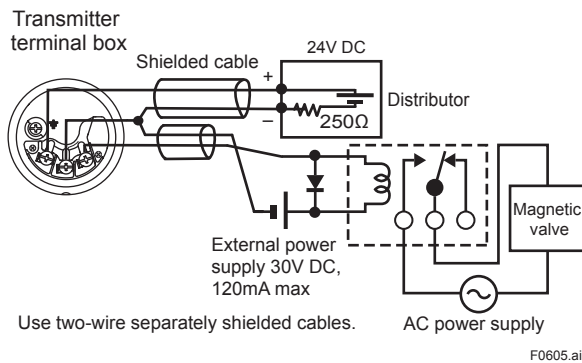 Transmitter
terminal box
Shielded cable
24V DC
+
–
250Ω
Distributor
Magnetic
valve
External power
supply 30V DC,
120mA max
Use two-wire separately shielded cables.
AC power supply
F0605.ai